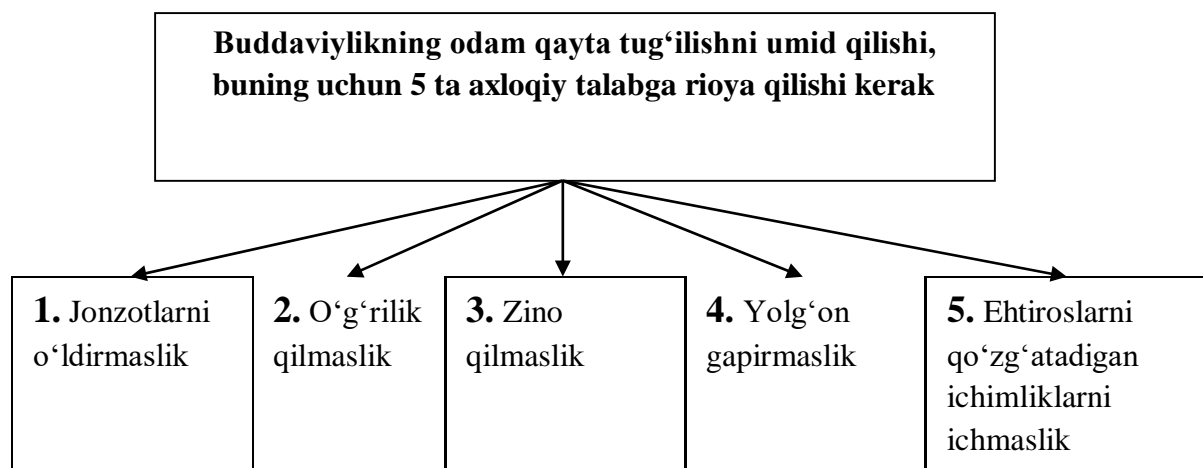 Buddaviylikning odam qayta tug‘ilishni umid qilishi,
buning uchun 5 ta axloqiy talabga rioya qilishi kerak
1. Jonzotlarni
o‘ldirmaslik
2. O‘g‘rilik
qilmaslik
3. Zino
qilmaslik
4. Yolg‘on
gapirmaslik
5. Ehtiroslarni
qo‘zg‘atadigan
ichimliklarni
ichmaslik